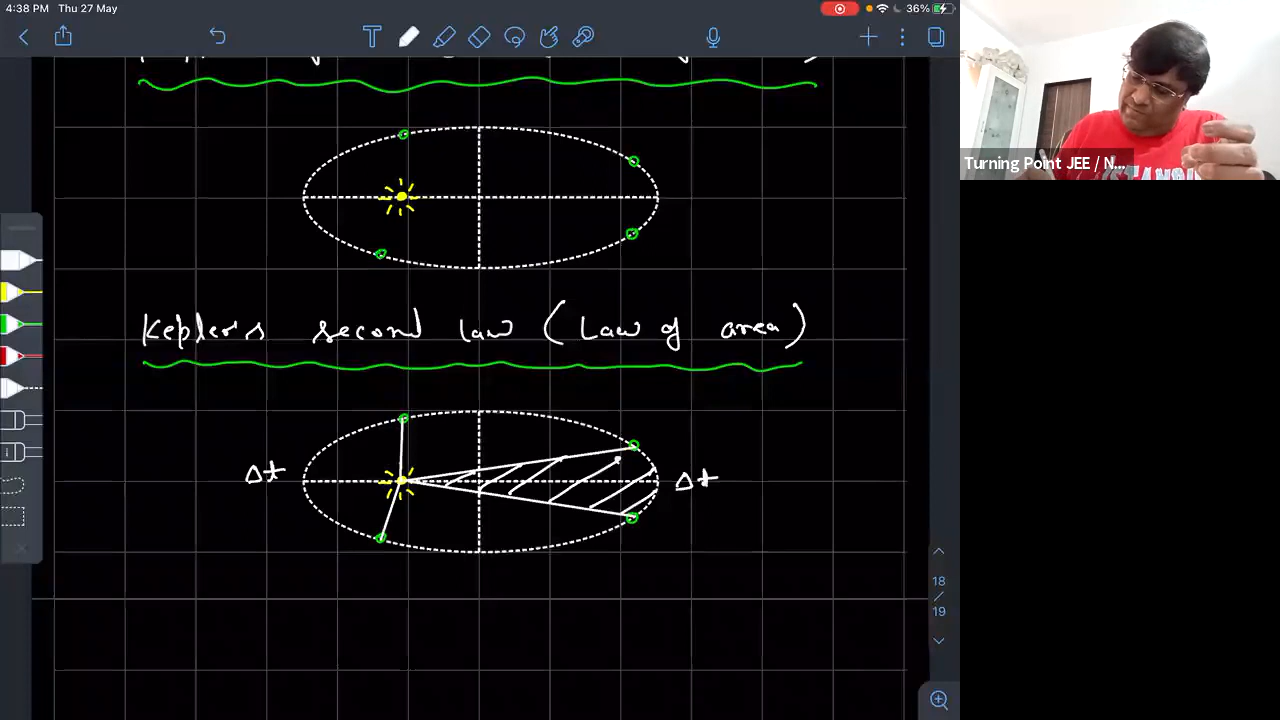 4:38 PM Thu 27 May
36%
T
Turning Point JEE / N...
Kepler's second law (Law of area)
Δt
Δt
18
19